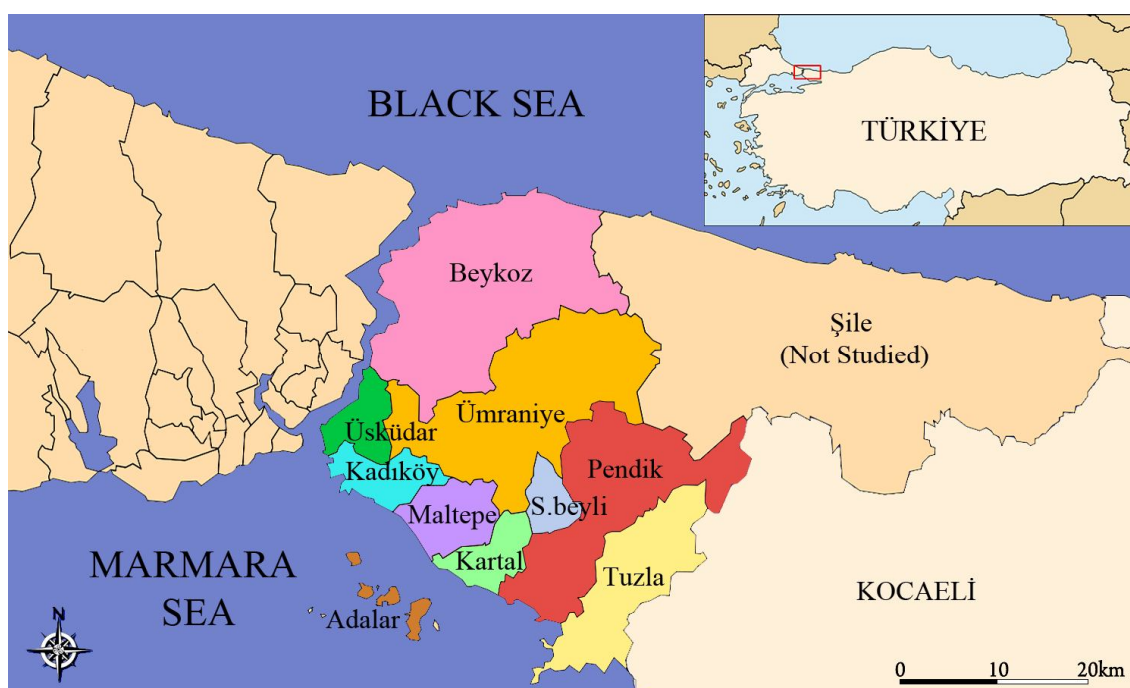 BLACK SEA
TÜRKİYE
Beykoz
Şile
(Not Studied)
Üsküdar
Ümraniye
Kadıköy
Pendik
Maltepe
S.beyli
Kartal
Tuzla
MARMARA
SEA
Adalar
KOCAELİ
N
0 10 20km